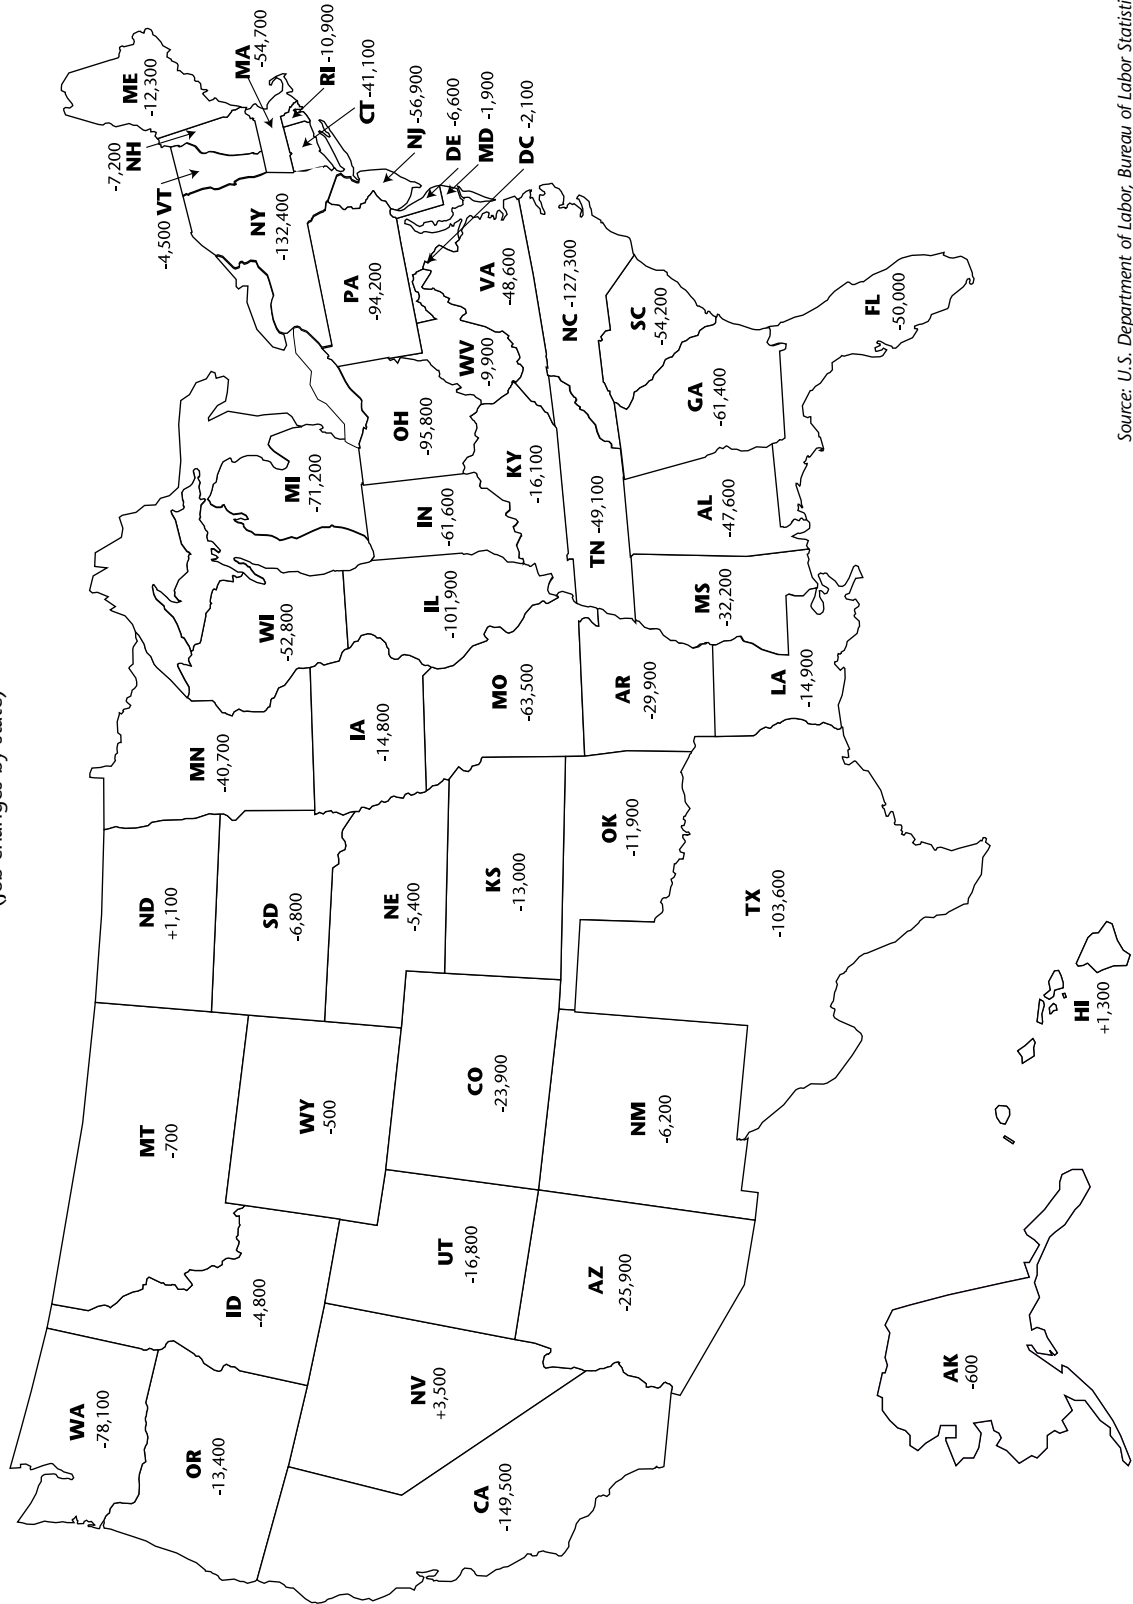 (job changes by state)
WA
-78,100
OR
-13,400
CA
-149,500
NV
+3,500
ID
-4,800
MT
-700
WY
-500
UT
-16,800
AZ
-25,900
CO
-23,900
NM
-6,200
ND
+1,100
SD
-6,800
NE
-5,400
KS
-13,000
OK
-11,900
TX
-103,600
MN
-40,700
IA
-14,800
MO
-63,500
AR
-29,900
LA
-14,900
WI
-52,800
IL
-101,900
MI
-71,200
IN
-61,600
OH
-95,800
KY
-16,100
TN -49,100
MS
-32,200
AL
-47,600
GA
-61,400
FL
-50,000
SC
-54,200
NC -127,300
VA
-48,600
WV
-9,900
PA
-94,200
NY
-132,400
-4,500 VT
-7,200
NH
ME
-12,300
MA
-54,700
RI -10,900
CT -41,100
NJ -56,900
DE -6,600
MD -1,900
DC -2,100
AK
-600
HI
+1,300
Source: U.S. Department of Labor, Bureau of Labor